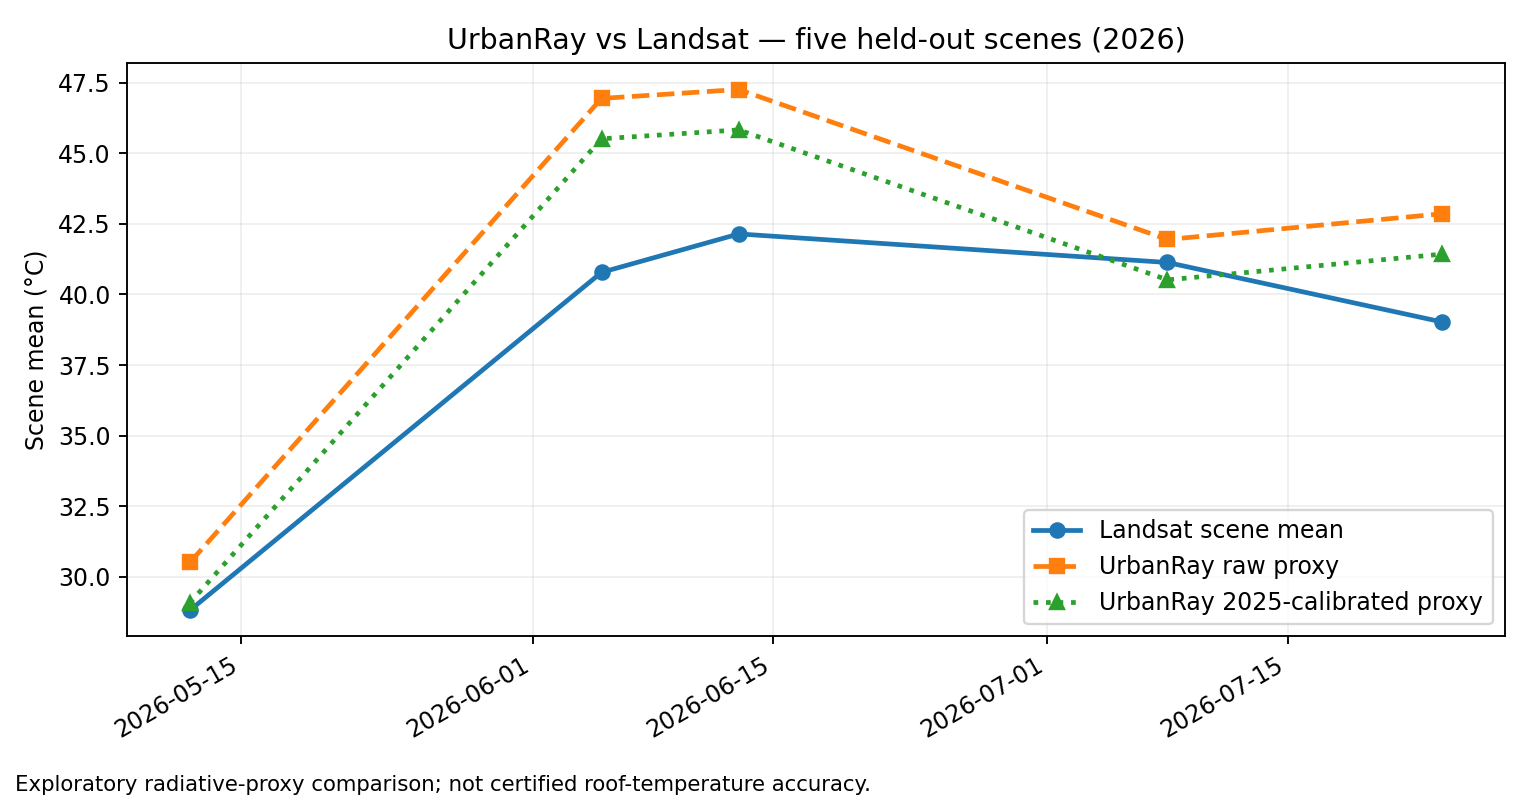 UrbanRay vs Landsat — five held-out scenes (2026)
Scene mean (°C)
47.5
45.0
42.5
40.0
37.5
35.0
32.5
30.0
Landsat scene mean
UrbanRay raw proxy
UrbanRay 2025-calibrated proxy
2026-05-15
2026-06-01
2026-06-15
2026-07-01
2026-07-15
Exploratory radiative-proxy comparison; not certified roof-temperature accuracy.